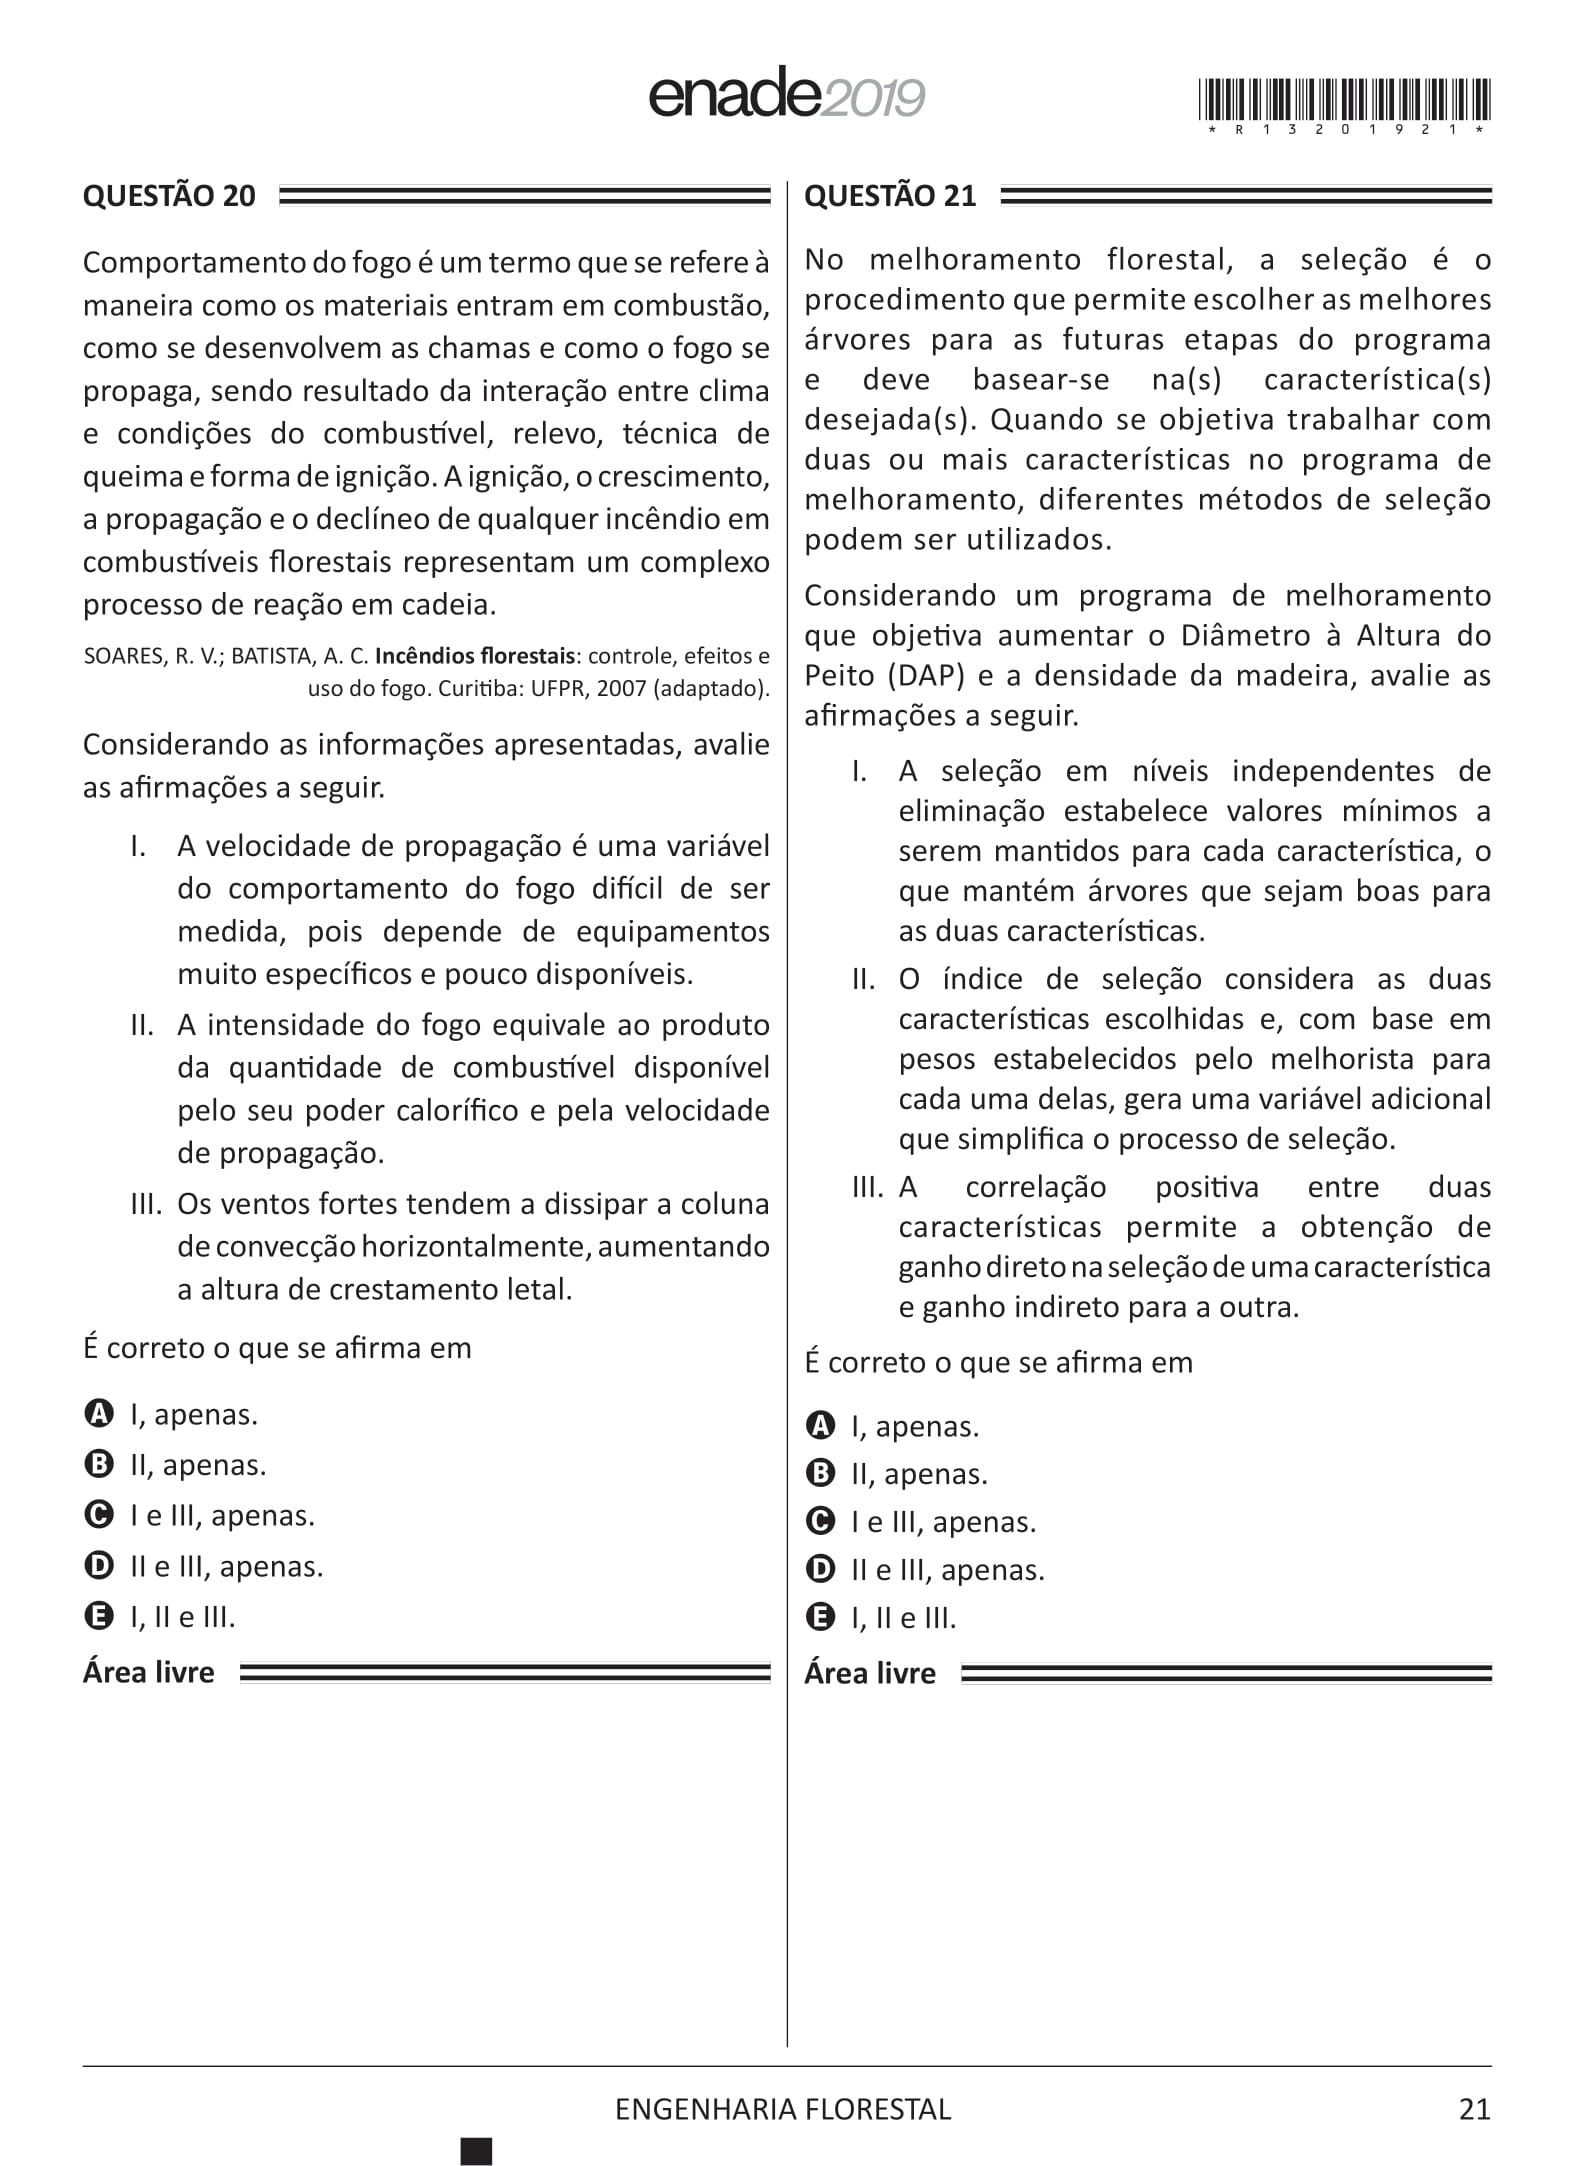 enade2019
*R13201921*
QUESTÃO 20
Comportamento do fogo é um termo que se refere à
maneira como os materiais entram em combustão,
como se desenvolvem as chamas e como o fogo se
propaga, sendo resultado da interação entre clima
e condições do combustível, relevo, técnica de
queima e forma de ignição. A ignição, o crescimento,
a propagação e o declíneo de qualquer incêndio em
combustíveis florestais representam um complexo
processo de reação em cadeia.
SOARES, R. V.; BATISTA, A. C. Incêndios florestais: controle, efeitos e
uso do fogo. Curitiba: UFPR, 2007 (adaptado).
Considerando as informações apresentadas, avalie
as afirmações a seguir.
I. A velocidade de propagação é uma variável
do comportamento do fogo difícil de ser
medida, pois depende de equipamentos
muito específicos e pouco disponíveis.
II. A intensidade do fogo equivale ao produto
da quantidade de combustível disponível
pelo seu poder calorífico e pela velocidade
de propagação.
III. Os ventos fortes tendem a dissipar a coluna
de convecção horizontalmente, aumentando
a altura de crestamento letal.
É correto o que se afirma em
A I, apenas.
B II, apenas.
C I e III, apenas.
D II e III, apenas.
E I, II e III.
Área livre
QUESTÃO 21
No melhoramento florestal, a seleção é o
procedimento que permite escolher as melhores
árvores para as futuras etapas do programa
e deve basear-se na(s) característica(s)
desejada(s). Quando se objetiva trabalhar com
duas ou mais características no programa de
melhoramento, diferentes métodos de seleção
podem ser utilizados.
Considerando um programa de melhoramento
que objetiva aumentar o Diâmetro à Altura do
Peito (DAP) e a densidade da madeira, avalie as
afirmações a seguir.
I. A seleção em níveis independentes de
eliminação estabelece valores mínimos a
serem mantidos para cada característica, o
que mantém árvores que sejam boas para
as duas características.
II. O índice de seleção considera as duas
características escolhidas e, com base em
pesos estabelecidos pelo melhorista para
cada uma delas, gera uma variável adicional
que simplifica o processo de seleção.
III. A correlação positiva entre duas
características permite a obtenção de
ganho direto na seleção de uma característica
e ganho indireto para a outra.
É correto o que se afirma em
A I, apenas.
B II, apenas.
C I e III, apenas.
D II e III, apenas.
E I, II e III.
Área livre
ENGENHARIA FLORESTAL
21